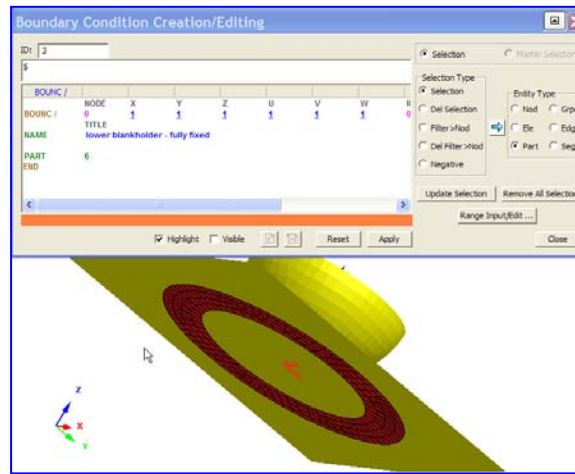 Boundary Condition Creation/Editing
ID: 3
$
BOUNC /
NODE X Y Z U V W
BOUNC / 0 1 1 1 1 1 1 0
TITLE
NAME lower blankholder - fully fixed
PART 6
END
Highlight Visible Reset Apply
Selection Master Selection
Selection Type
Selection
Del Selection
Filter>Nod
Del Filter>Nod
Negative
Entity Type
Nod Grp
Ele Edg
Part Seg
Update Selection Remove All Selection
Range Input/Edit ...
Close
Z
X
Y